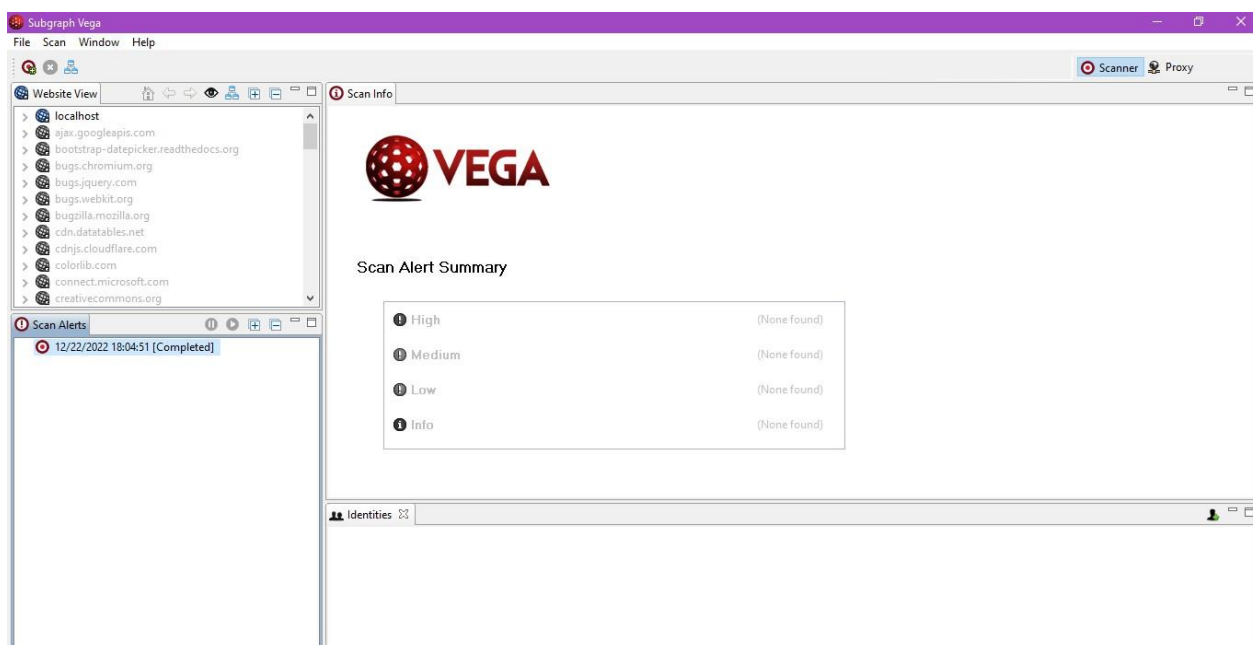 Subgraph Vega
File Scan Window Help
Scanner Proxy
Website View
localhost
ajax.googleapis.com
bootstrap-datepicker.readthedocs.org
bugs.chromium.org
bugs.jquery.com
bugs.webkit.org
bugzilla.mozilla.org
cdn.datatables.net
cdnjs.cloudflare.com
colorlib.com
connect.microsoft.com
creativecommons.org
Scan Alerts
12/22/2022 18:04:51 [Completed]
Scan Info
VEGA
Scan Alert Summary
High (None found)
Medium (None found)
Low (None found)
Info (None found)
Identities